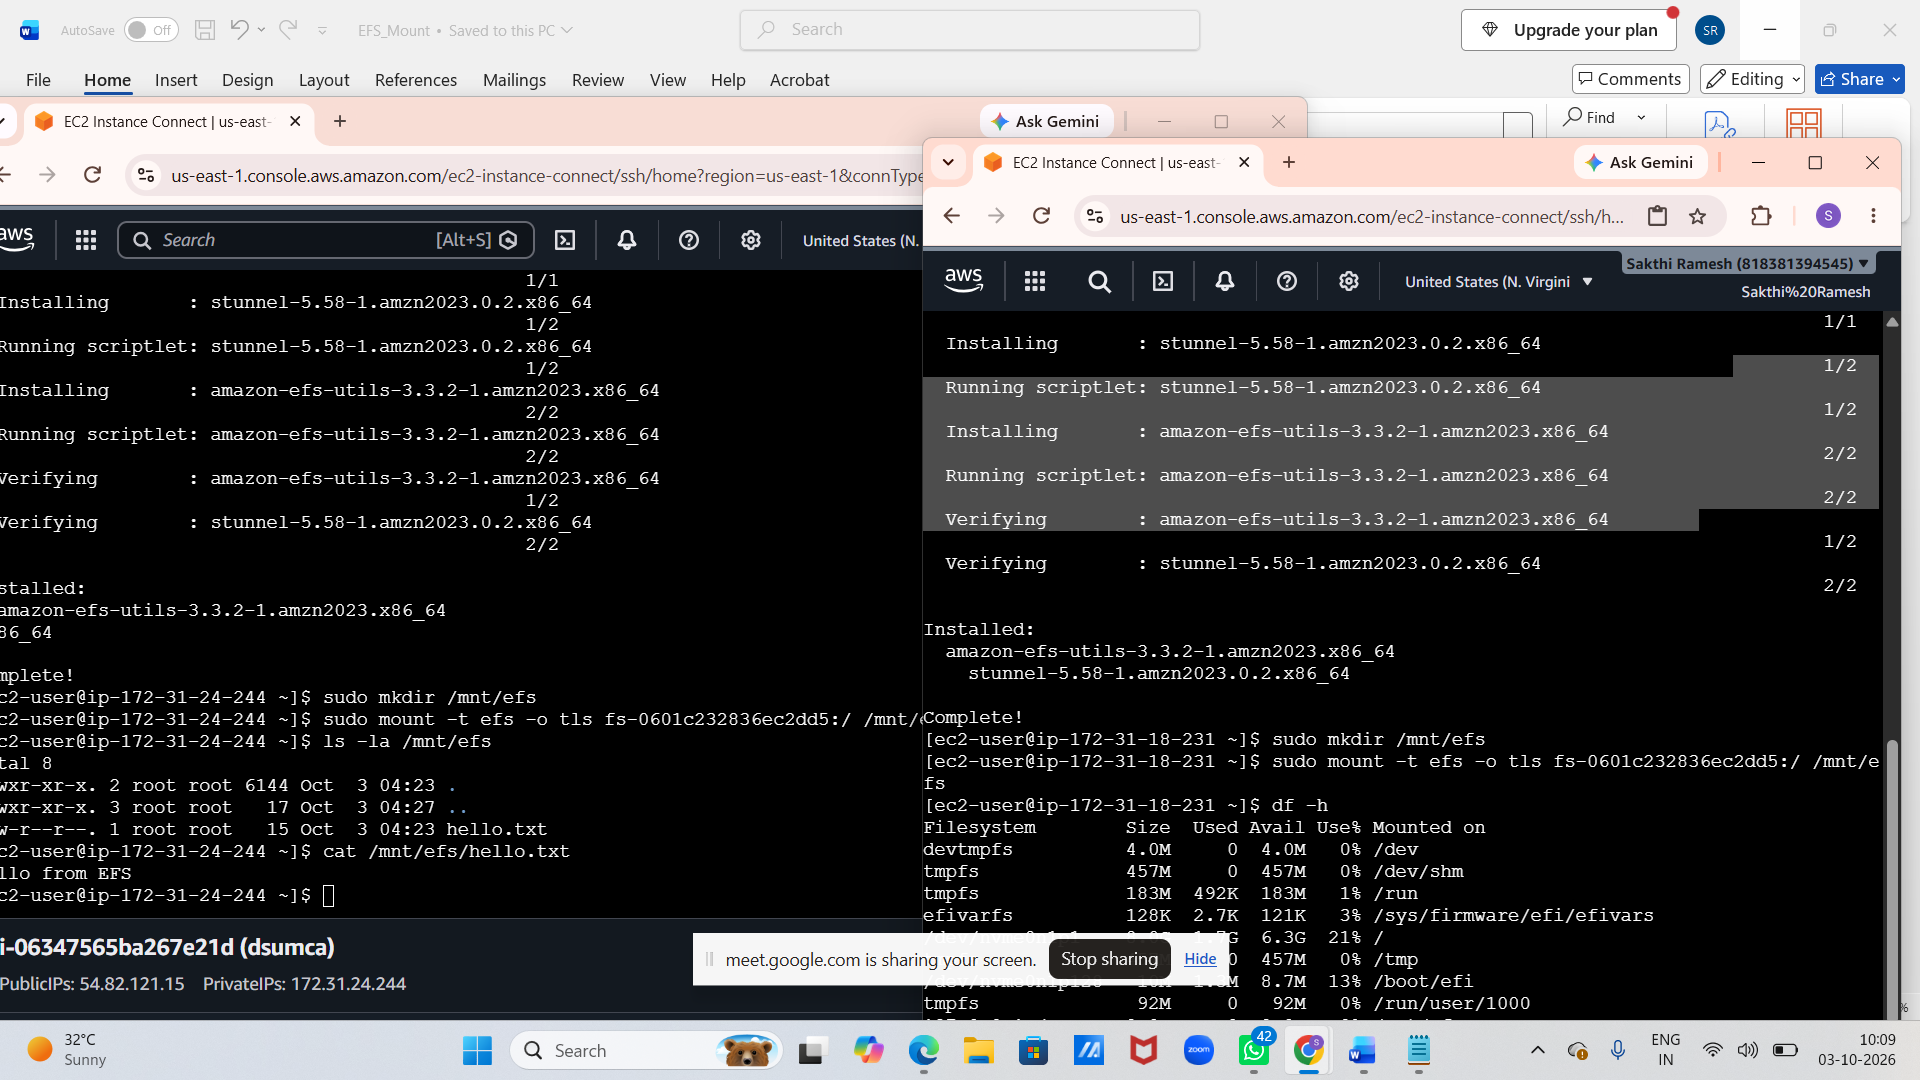 AutoSave Off EFS_Mount • Saved to this PC Search Upgrade your plan SR
File Home Insert Design Layout References Mailings Review View Help Acrobat Comments Editing Share
Find
EC2 Instance Connect | us-east- Ask Gemini
us-east-1.console.aws.amazon.com/ec2-instance-connect/ssh/home?region=us-east-1&connType
aws Search [Alt+S] United States (N.
1/1
Installing : stunnel-5.58-1.amzn2023.0.2.x86_64
1/2
Running scriptlet: stunnel-5.58-1.amzn2023.0.2.x86_64
1/2
Installing : amazon-efs-utils-3.3.2-1.amzn2023.x86_64
2/2
Running scriptlet: amazon-efs-utils-3.3.2-1.amzn2023.x86_64
2/2
Verifying : amazon-efs-utils-3.3.2-1.amzn2023.x86_64
1/2
Verifying : stunnel-5.58-1.amzn2023.0.2.x86_64
2/2
stalled:
amazon-efs-utils-3.3.2-1.amzn2023.x86_64
86_64
mplete!
c2-user@ip-172-31-24-244 ~]$ sudo mkdir /mnt/efs
c2-user@ip-172-31-24-244 ~]$ sudo mount -t efs -o tls fs-0601c232836ec2dd5:/ /mnt/e
c2-user@ip-172-31-24-244 ~]$ ls -la /mnt/efs
tal 8
wxr-xr-x. 2 root root 6144 Oct 3 04:23 .
wxr-xr-x. 3 root root 17 Oct 3 04:27 ..
w-r--r--. 1 root root 15 Oct 3 04:23 hello.txt
c2-user@ip-172-31-24-244 ~]$ cat /mnt/efs/hello.txt
llo from EFS
c2-user@ip-172-31-24-244 ~]$
i-06347565ba267e21d (dsumca)
PublicIPs: 54.82.121.15 PrivateIPs: 172.31.24.244
EC2 Instance Connect | us-east- Ask Gemini
us-east-1.console.aws.amazon.com/ec2-instance-connect/ssh/h... S
aws United States (N. Virgini Sakthi Ramesh (818381394545)
Sakthi%20Ramesh
1/1
Installing : stunnel-5.58-1.amzn2023.0.2.x86_64
1/2
Running scriptlet: stunnel-5.58-1.amzn2023.0.2.x86_64
1/2
Installing : amazon-efs-utils-3.3.2-1.amzn2023.x86_64
2/2
Running scriptlet: amazon-efs-utils-3.3.2-1.amzn2023.x86_64
2/2
Verifying : amazon-efs-utils-3.3.2-1.amzn2023.x86_64
1/2
Verifying : stunnel-5.58-1.amzn2023.0.2.x86_64
2/2
Installed:
amazon-efs-utils-3.3.2-1.amzn2023.x86_64
stunnel-5.58-1.amzn2023.0.2.x86_64
Complete!
[ec2-user@ip-172-31-18-231 ~]$ sudo mkdir /mnt/efs
[ec2-user@ip-172-31-18-231 ~]$ sudo mount -t efs -o tls fs-0601c232836ec2dd5:/ /mnt/e
fs
[ec2-user@ip-172-31-18-231 ~]$ df -h
Filesystem Size Used Avail Use% Mounted on
devtmpfs 4.0M 0 4.0M 0% /dev
tmpfs 457M 0 457M 0% /dev/shm
tmpfs 183M 492K 183M 1% /run
efivarfs 128K 2.7K 121K 3% /sys/firmware/efi/efivars
6.3G 21% /
0 457M 0% /tmp
8.7M 13% /boot/efi
tmpfs 92M 0 92M 0% /run/user/1000
meet.google.com is sharing your screen. Stop sharing Hide
32°C
Sunny
Search
zoom
42
ENG
IN
10:09
03-10-2026